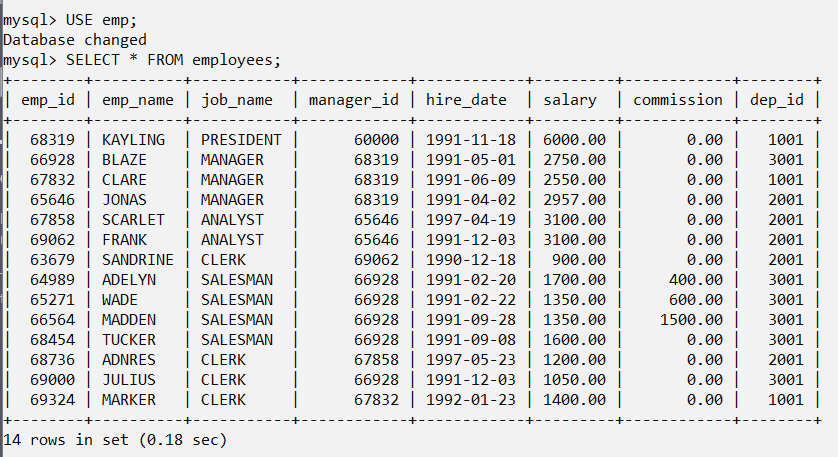 mysql> USE emp;
Database changed
mysql> SELECT * FROM employees;
+--------+----------+-----------+------------+------------+---------+------------+--------+
| emp_id | emp_name | job_name  | manager_id | hire_date  | salary  | commission | dep_id |
+--------+----------+-----------+------------+------------+---------+------------+--------+
|  68319 | KAYLING  | PRESIDENT |      60000 | 1991-11-18 | 6000.00 |       0.00 |   1001 |
|  66928 | BLAZE    | MANAGER   |      68319 | 1991-05-01 | 2750.00 |       0.00 |   3001 |
|  67832 | CLARE    | MANAGER   |      68319 | 1991-06-09 | 2550.00 |       0.00 |   1001 |
|  65646 | JONAS    | MANAGER   |      68319 | 1991-04-02 | 2957.00 |       0.00 |   2001 |
|  67858 | SCARLET  | ANALYST   |      65646 | 1997-04-19 | 3100.00 |       0.00 |   2001 |
|  69062 | FRANK    | ANALYST   |      65646 | 1991-12-03 | 3100.00 |       0.00 |   2001 |
|  63679 | SANDRINE | CLERK     |      69062 | 1990-12-18 |  900.00 |       0.00 |   2001 |
|  64989 | ADELYN   | SALESMAN  |      66928 | 1991-02-20 | 1700.00 |     400.00 |   3001 |
|  65271 | WADE     | SALESMAN  |      66928 | 1991-02-22 | 1350.00 |     600.00 |   3001 |
|  66564 | MADDEN   | SALESMAN  |      66928 | 1991-09-28 | 1350.00 |    1500.00 |   3001 |
|  68454 | TUCKER   | SALESMAN  |      66928 | 1991-09-08 | 1600.00 |       0.00 |   3001 |
|  68736 | ADNRES   | CLERK     |      67858 | 1997-05-23 | 1200.00 |       0.00 |   2001 |
|  69000 | JULIUS   | CLERK     |      66928 | 1991-12-03 | 1050.00 |       0.00 |   3001 |
|  69324 | MARKER   | CLERK     |      67832 | 1992-01-23 | 1400.00 |       0.00 |   1001 |
+--------+----------+-----------+------------+------------+---------+------------+--------+
14 rows in set (0.18 sec)